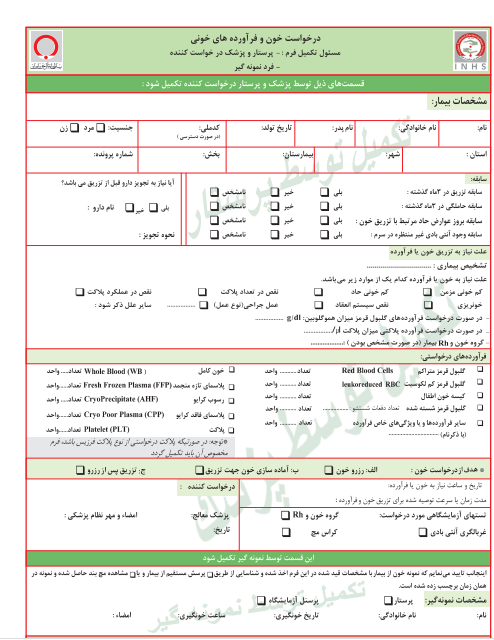 درخواست خون و فرآورده های خونی
مسئول تکمیل فرم : - پرستار و پزشک درخواست کننده
- فرد نمونه گیر
INHS
قسمت‌های ذیل توسط پزشک و پرستار درخواست کننده تکمیل شود :
مشخصات بیمار:
نام: نام خانوادگی: نام پدر: تاریخ تولد: کدملی: (در صورت دسترسی) جنسیت: مرد زن
استان : شهر: بیمارستان: بخش: شماره پرونده:
سابقه:
سابقه تزریق در ۳ماه گذشته : بلی خیر نامشخص
سابقه حاملگی در ۳ماه گذشته : بلی خیر نامشخص
سابقه بروز عوارض حاد مرتبط با تزریق خون : بلی خیر نامشخص
سابقه وجود آنتی بادی غیر منتظره در سرم : بلی خیر نامشخص
آیا نیاز به تجویز دارو قبل از تزریق می باشد؟
بلی خیر نام دارو :
نحوه تجویز :
علت نیاز به تزریق خون یا فرآورده
تشخیص بیماری : ................................
علت نیاز به خون یا فرآورده کدام یک از موارد زیر می‌باشد.
کم خونی مزمن کم خونی حاد نقص در تعداد پلاکت نقص در عملکرد پلاکت
خونریزی نقص سیستم انعقاد عمل جراحی(نوع عمل) .............. سایر علل ذکر شود :
- در صورت درخواست فرآورده‌های گلبول قرمز میزان هموگلوبین: g/dl ..............
- در صورت درخواست فرآورده پلاکتی میزان پلاکت µl/..............
- گروه خون و Rh بیمار (در صورت مشخص بودن ) :..............
فرآورده‌های درخواستی:
گلبول قرمز متراکم Red Blood Cells تعداد.........واحد
گلبول قرمز کم لکوسیت leukoreduced RBC تعداد.........واحد
کیسه خون اطفال تعداد.........واحد
گلبول قرمز شسته شده تعداد دفعات شستشو .............. تعداد.........واحد
سایر فرآورده‌ها و یا ویژگی‌های خاص فرآورده
(با ذکرنام) ................................
خون کامل Whole Blood (WB ) تعداد....واحد
پلاسمای تازه منجمد Fresh Frozen Plasma (FFP) تعداد....واحد
رسوب کرایو CryoPrecipitate (AHF) تعداد....واحد
پلاسمای فاقد کرایو Cryo Poor Plasma (CPP) تعداد....واحد
پلاکت Platelet (PLT) تعداد....واحد
*توجه: در صورتیکه پلاکت درخواستی از نوع پلاکت فرزیس باشد، فرم
مخصوص آن باید تکمیل گردد
* هدف ازدرخواست خون : الف: رزرو خون ب: آماده سازی خون جهت تزریق ج: تزریق پس از رزرو
تاریخ و ساعت نیاز به خون یا فرآورده:
مدت زمان یا سرعت توصیه شده برای تزریق خون و فرآورده :
تستهای آزمایشگاهی مورد درخواست: گروه خون و Rh
غربالگری آنتی بادی کراس مچ
درخواست کننده :
پزشک معالج: امضاء و مهر نظام پزشکی :
تاریخ:
این قسمت توسط نمونه گیر تکمیل شود
اینجانب تایید می‌نمایم که نمونه خون از بیمار با مشخصات قید شده در این فرم اخذ شده و شناسایی از طریق پرسش مستقیم از بیمار و یا مشاهده مچ بند حاصل شده و نمونه در
همان زمان برچسب زده شده است.
مشخصات نمونه‌گیر: پرستار پرسنل آزمایشگاه
نام: نام خانوادگی: تاریخ خونگیری: ساعت خونگیری: امضاء :